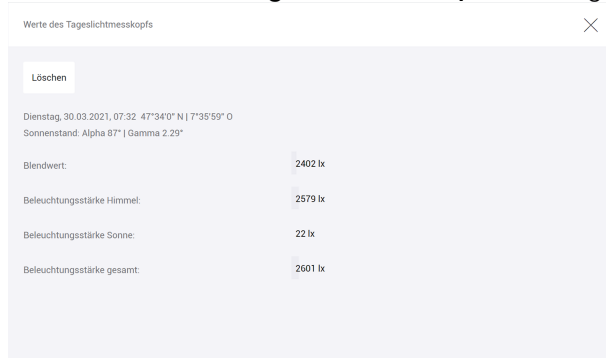 Werte des Tageslichtmesskopfs
Löschen
Dienstag, 30.03.2021, 07:32 47°34'0" N | 7°35'59" O
Sonnenstand: Alpha 87° | Gamma 2.29°
Blendwert: 2402 lx
Beleuchtungsstärke Himmel: 2579 lx
Beleuchtungsstärke Sonne: 22 lx
Beleuchtungsstärke gesamt: 2601 lx